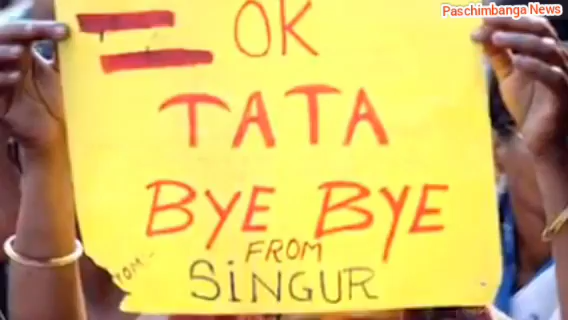 Paschimbanga News
= OK
TATA
BYE BYE
FROM
SiNGUR